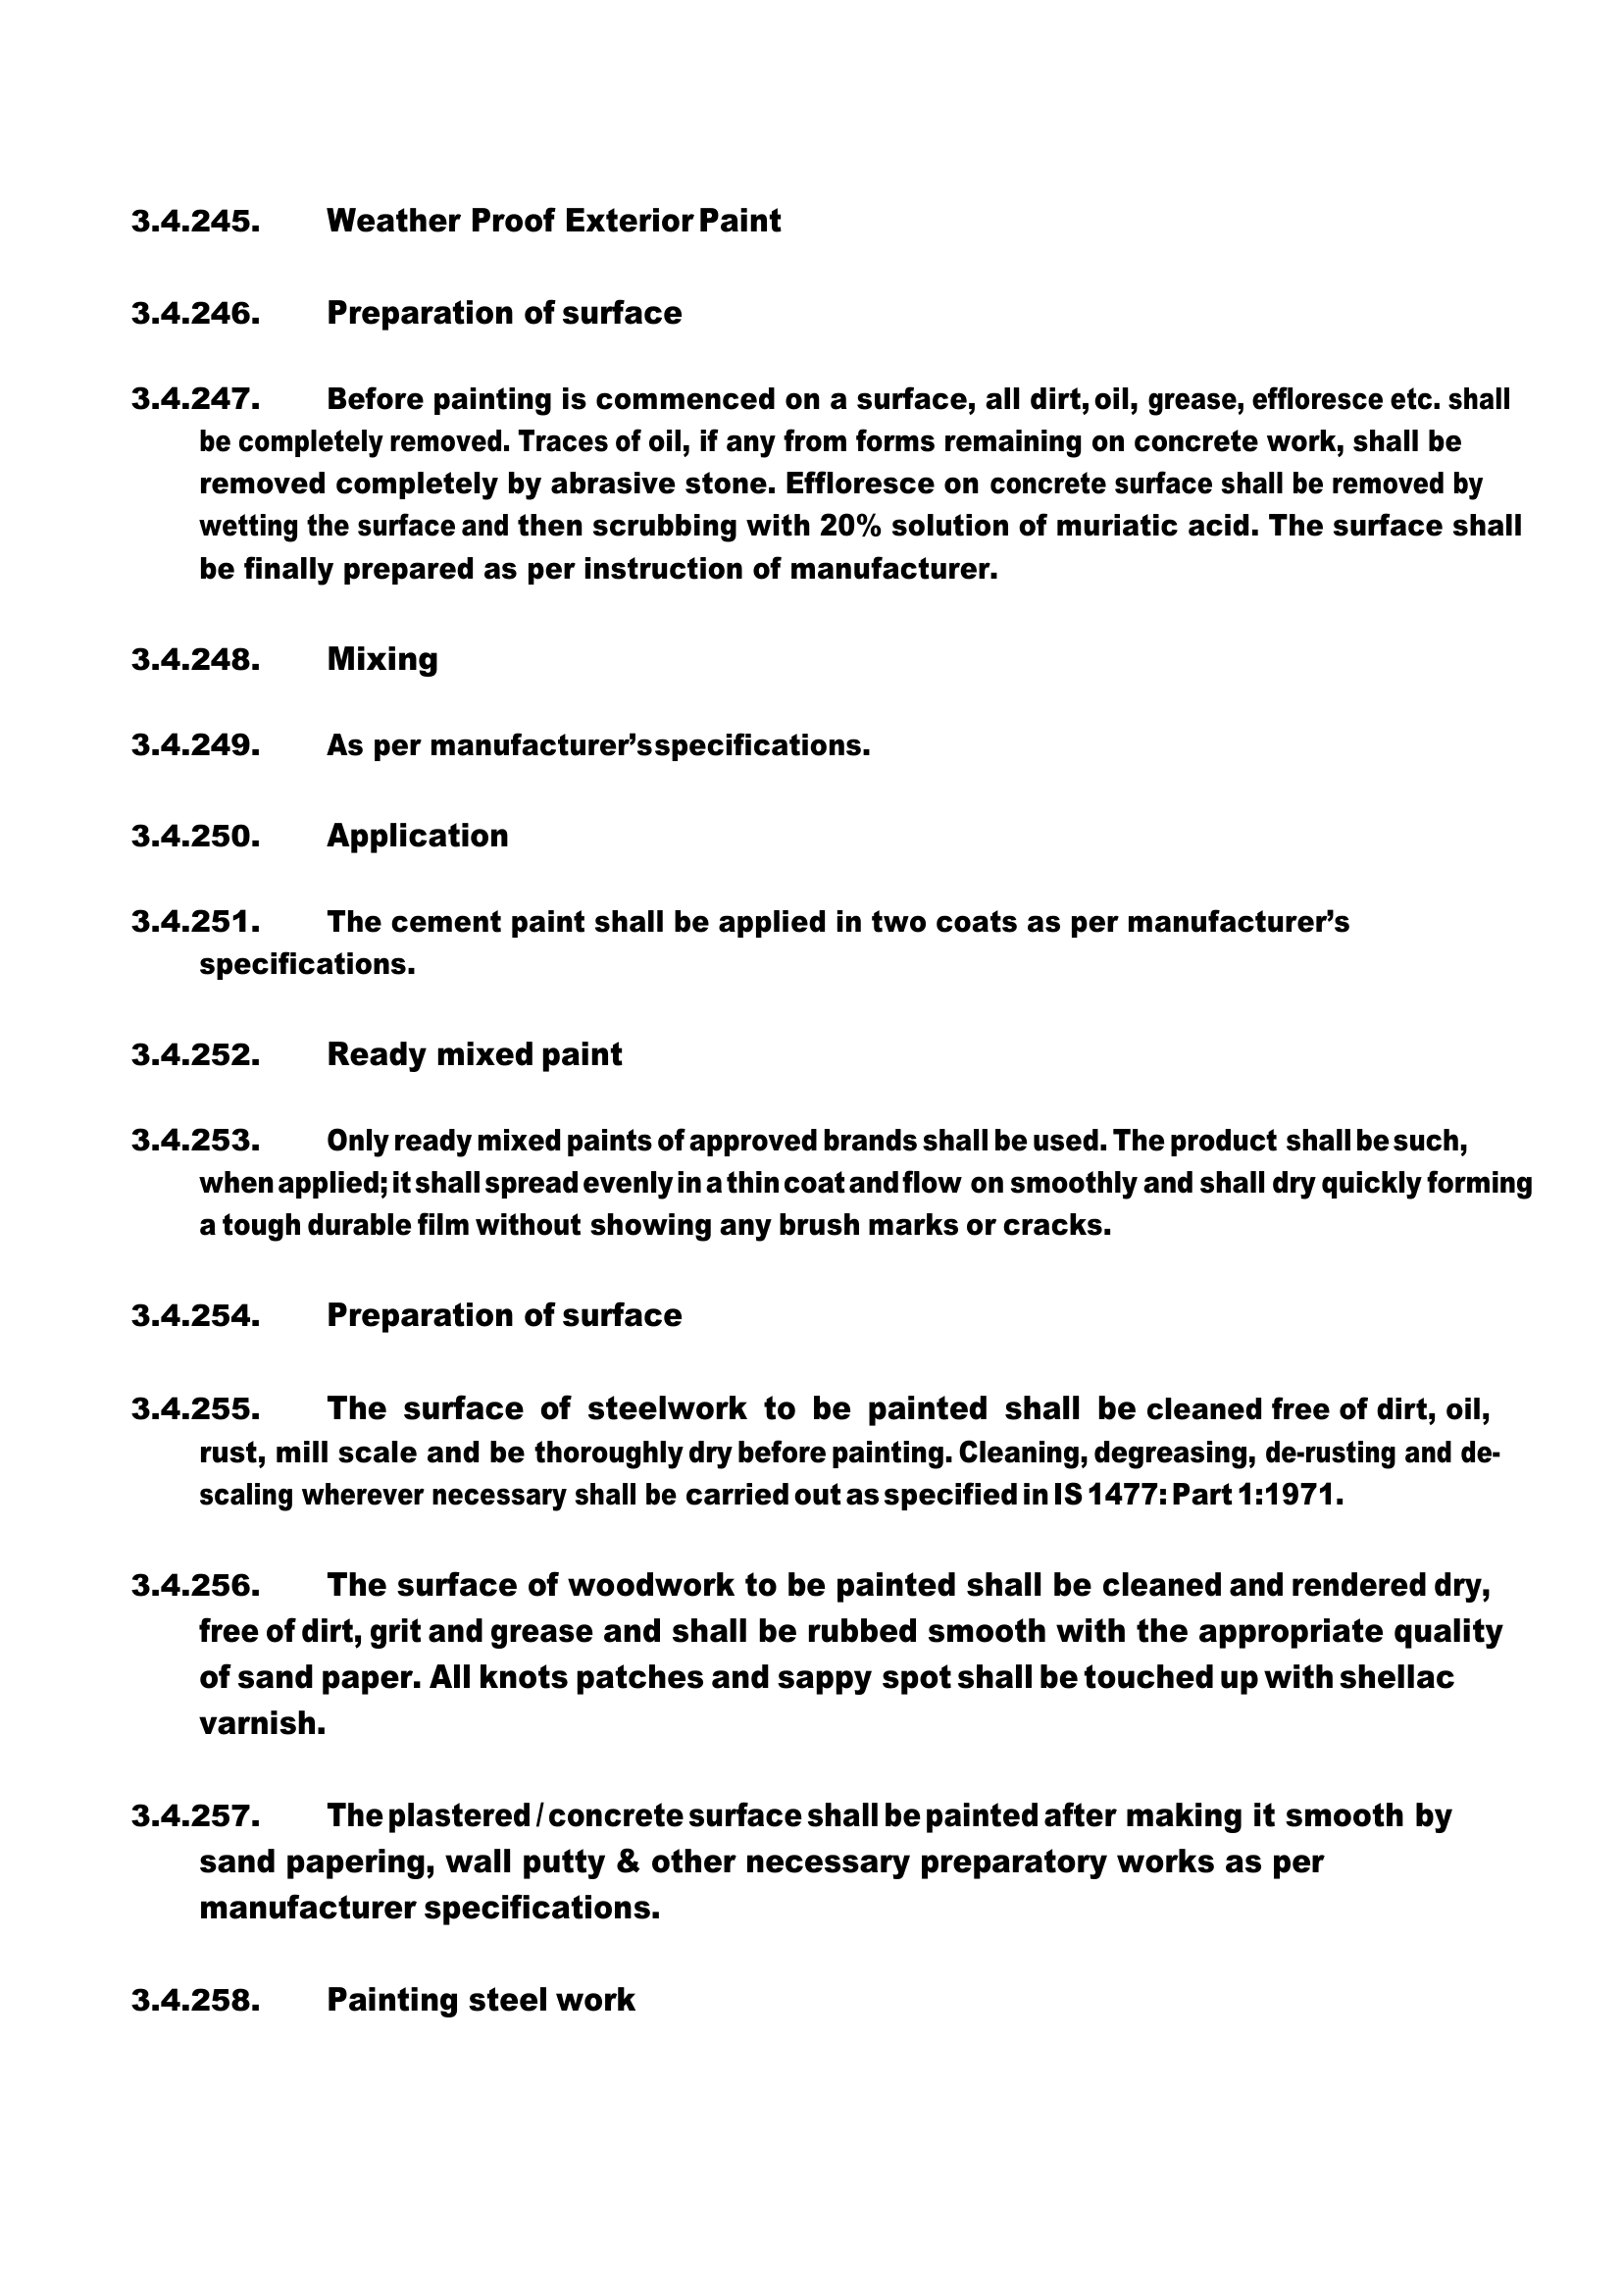 3.4.245. Weather Proof Exterior Paint
3.4.246. Preparation of surface
3.4.247. Before painting is commenced on a surface, all dirt, oil, grease, effloresce etc. shall
be completely removed. Traces of oil, if any from forms remaining on concrete work, shall be
removed completely by abrasive stone. Effloresce on concrete surface shall be removed by
wetting the surface and then scrubbing with 20% solution of muriatic acid. The surface shall
be finally prepared as per instruction of manufacturer.
3.4.248. Mixing
3.4.249. As per manufacturer’s specifications.
3.4.250. Application
3.4.251. The cement paint shall be applied in two coats as per manufacturer’s
specifications.
3.4.252. Ready mixed paint
3.4.253. Only ready mixed paints of approved brands shall be used. The product shall be such,
when applied; it shall spread evenly in a thin coat and flow on smoothly and shall dry quickly forming
a tough durable film without showing any brush marks or cracks.
3.4.254. Preparation of surface
3.4.255. The surface of steelwork to be painted shall be cleaned free of dirt, oil,
rust, mill scale and be thoroughly dry before painting. Cleaning, degreasing, de-rusting and de-
scaling wherever necessary shall be carried out as specified in IS 1477: Part 1:1971.
3.4.256. The surface of woodwork to be painted shall be cleaned and rendered dry,
free of dirt, grit and grease and shall be rubbed smooth with the appropriate quality
of sand paper. All knots patches and sappy spot shall be touched up with shellac
varnish.
3.4.257. The plastered / concrete surface shall be painted after making it smooth by
sand papering, wall putty & other necessary preparatory works as per
manufacturer specifications.
3.4.258. Painting steel work